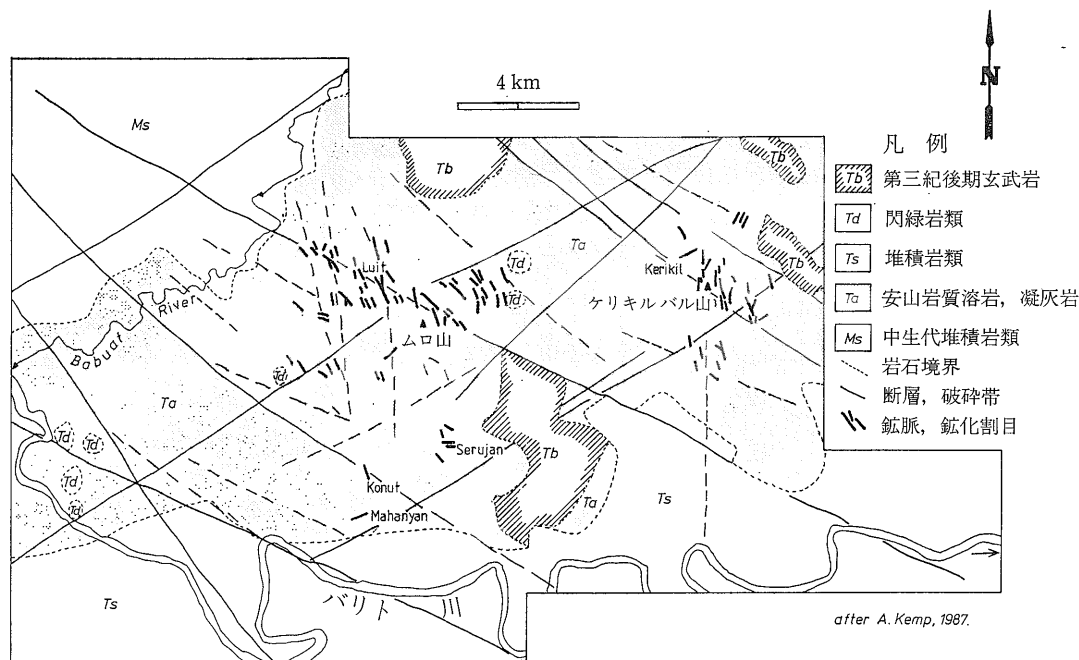 N
4 km
凡 例
Tb 第三紀後期玄武岩
Td 閃緑岩類
Ts 堆積岩類
Ta 安山岩質溶岩，凝灰岩
Ms 中生代堆積岩類
岩石境界
断層，破砕帯
鉱脈，鉱化割目
Ms
Tb
Tb
Ta
Td
Luit
Kerikil
Tb
Td
ケリキル バル山
River
Babuat
ムロ山
Td
Ta
Td
Td
Serujan
Tb
Td
Konut
Ts
Td
Mahanyan
Ta
Ts
バリト 川
after A. Kemp, 1987.